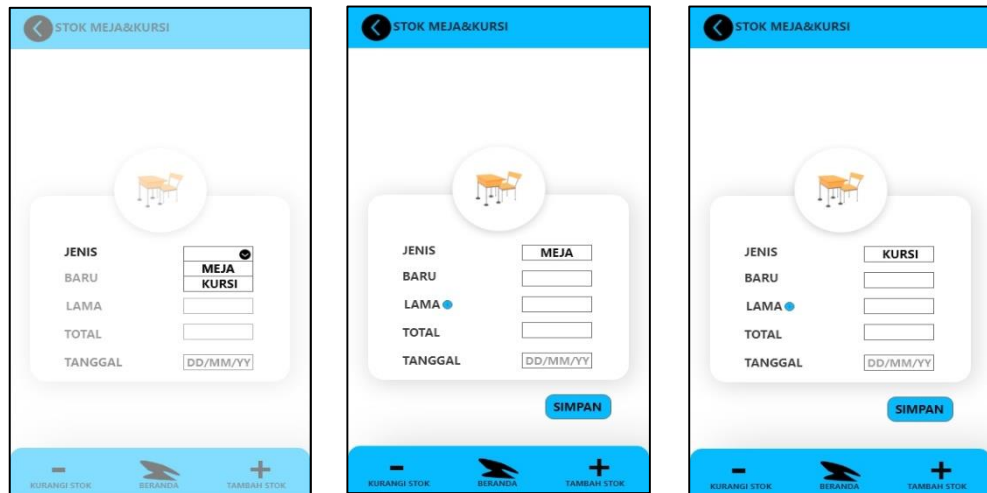 STOK MEJA&KURSI
JENIS
MEJA
KURSI
BARU
LAMA
TOTAL
TANGGAL DD/MM/YY
- +
KURANGI STOK BERANDA TAMBAH STOK
STOK MEJA&KURSI
JENIS MEJA
BARU
LAMA
TOTAL
TANGGAL DD/MM/YY
SIMPAN
- +
KURANGI STOK BERANDA TAMBAH STOK
STOK MEJA&KURSI
JENIS KURSI
BARU
LAMA
TOTAL
TANGGAL DD/MM/YY
SIMPAN
- +
KURANGI STOK BERANDA TAMBAH STOK